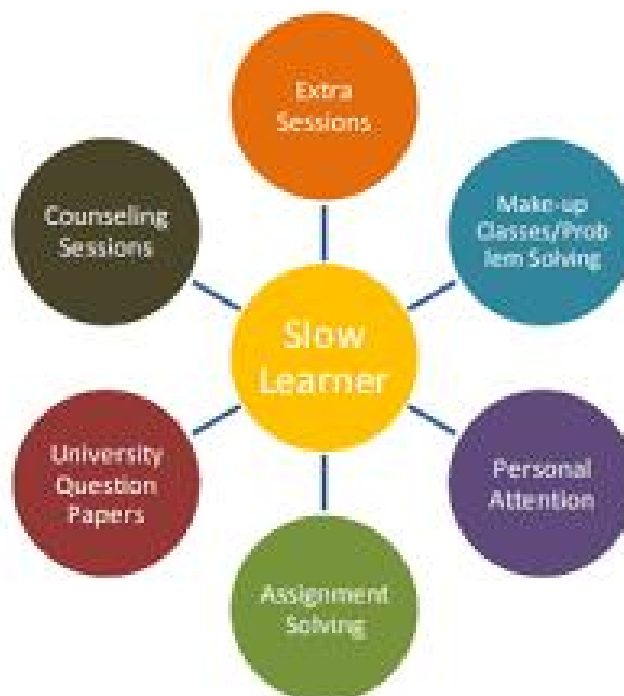 Extra
Sessions
Make-up
Classes/Prob
lem Solving
Personal
Attention
Assignment
Solving
University
Question
Papers
Counseling
Sessions
Slow
Learner